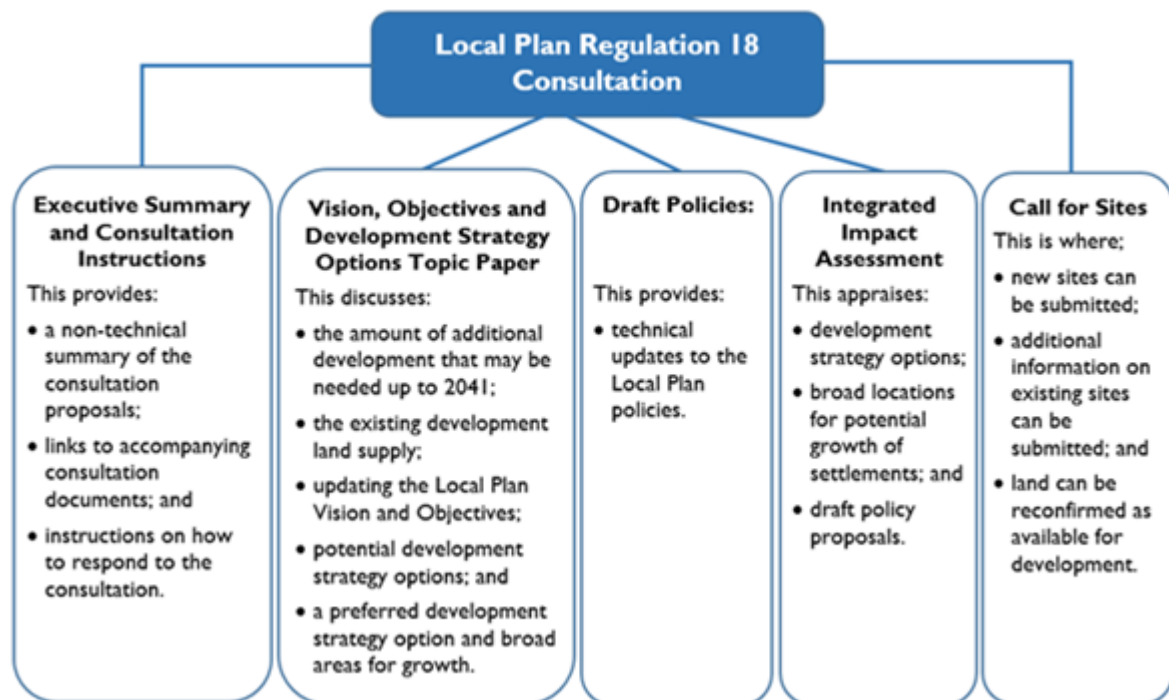 Local Plan Regulation 18
Consultation
Executive Summary
and Consultation
Instructions
This provides:
• a non-technical
summary of the
consultation
proposals;
• links to accompanying
consultation
documents; and
• instructions on how
to respond to the
consultation.
Vision, Objectives and
Development Strategy
Options Topic Paper
This discusses:
• the amount of additional
development that may be
needed up to 2041;
• the existing development
land supply;
• updating the Local Plan
Vision and Objectives;
• potential development
strategy options; and
• a preferred development
strategy option and broad
areas for growth.
Draft Policies:
This provides:
• technical
updates to the
Local Plan
policies.
Integrated
Impact
Assessment
This appraises:
• development
strategy options;
• broad locations
for potential
growth of
settlements; and
• draft policy
proposals.
Call for Sites
This is where;
• new sites can
be submitted;
• additional
information on
existing sites
can be
submitted; and
• land can be
reconfirmed as
available for
development.